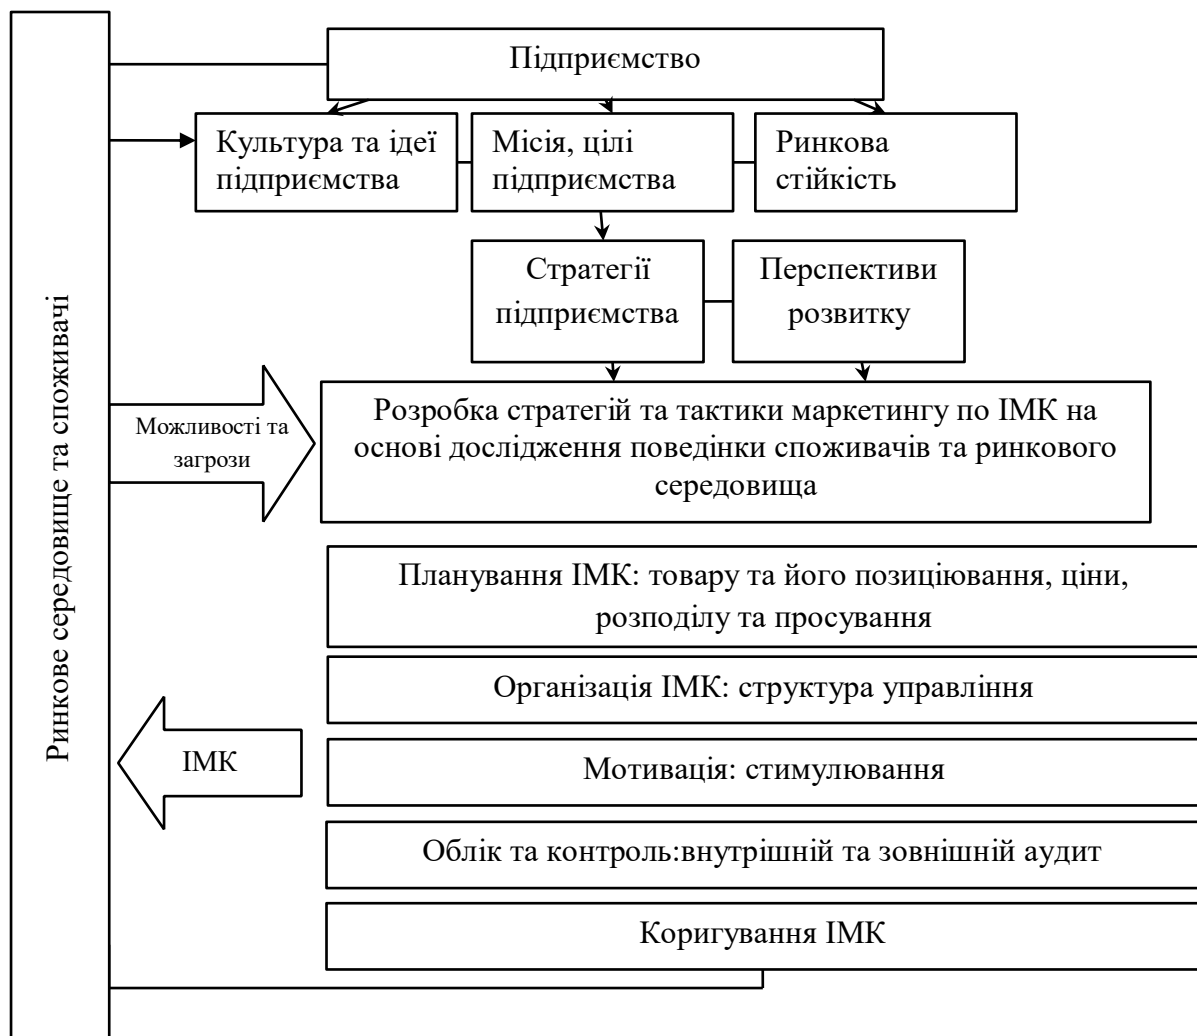 Підприємство
Культура та ідеї
підприємства
Місія, цілі
підприємства
Ринкова
стійкість
Стратегії
підприємства
Перспективи
розвитку
Ринкове середовище та споживачі
Можливості та
загрози
Розробка стратегій та тактики маркетингу по ІМК на
основі дослідження поведінки споживачів та ринкового
середовища
Планування ІМК: товару та його позиціювання, ціни,
розподілу та просування
Організація ІМК: структура управління
ІМК
Мотивація: стимулювання
Облік та контроль:внутрішній та зовнішній аудит
Коригування ІМК